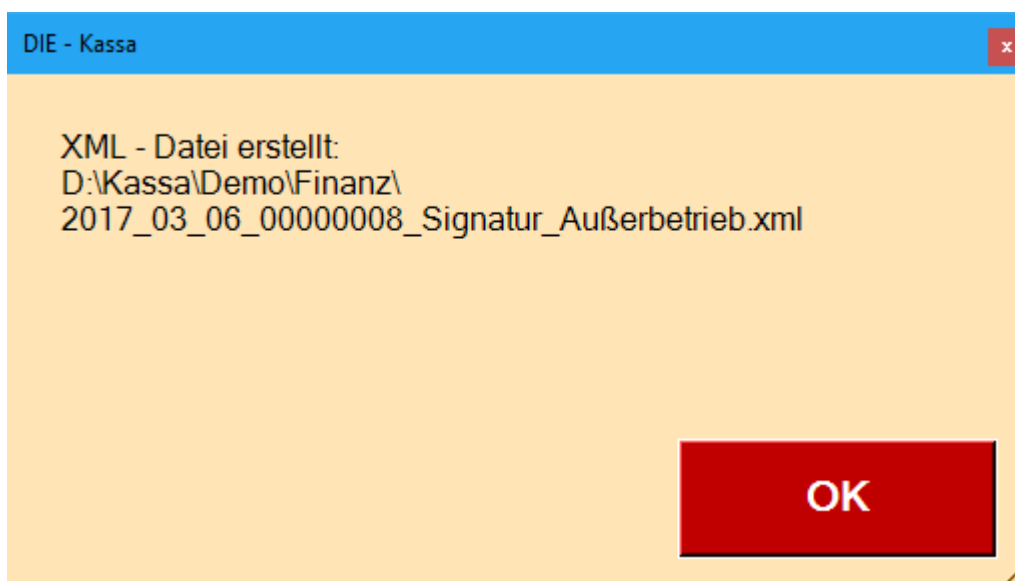 DIE - Kassa
x
XML - Datei erstellt:
D:\Kassa\Demo\Finanz\
2017_03_06_00000008_Signatur_Außerbetrieb.xml
OK